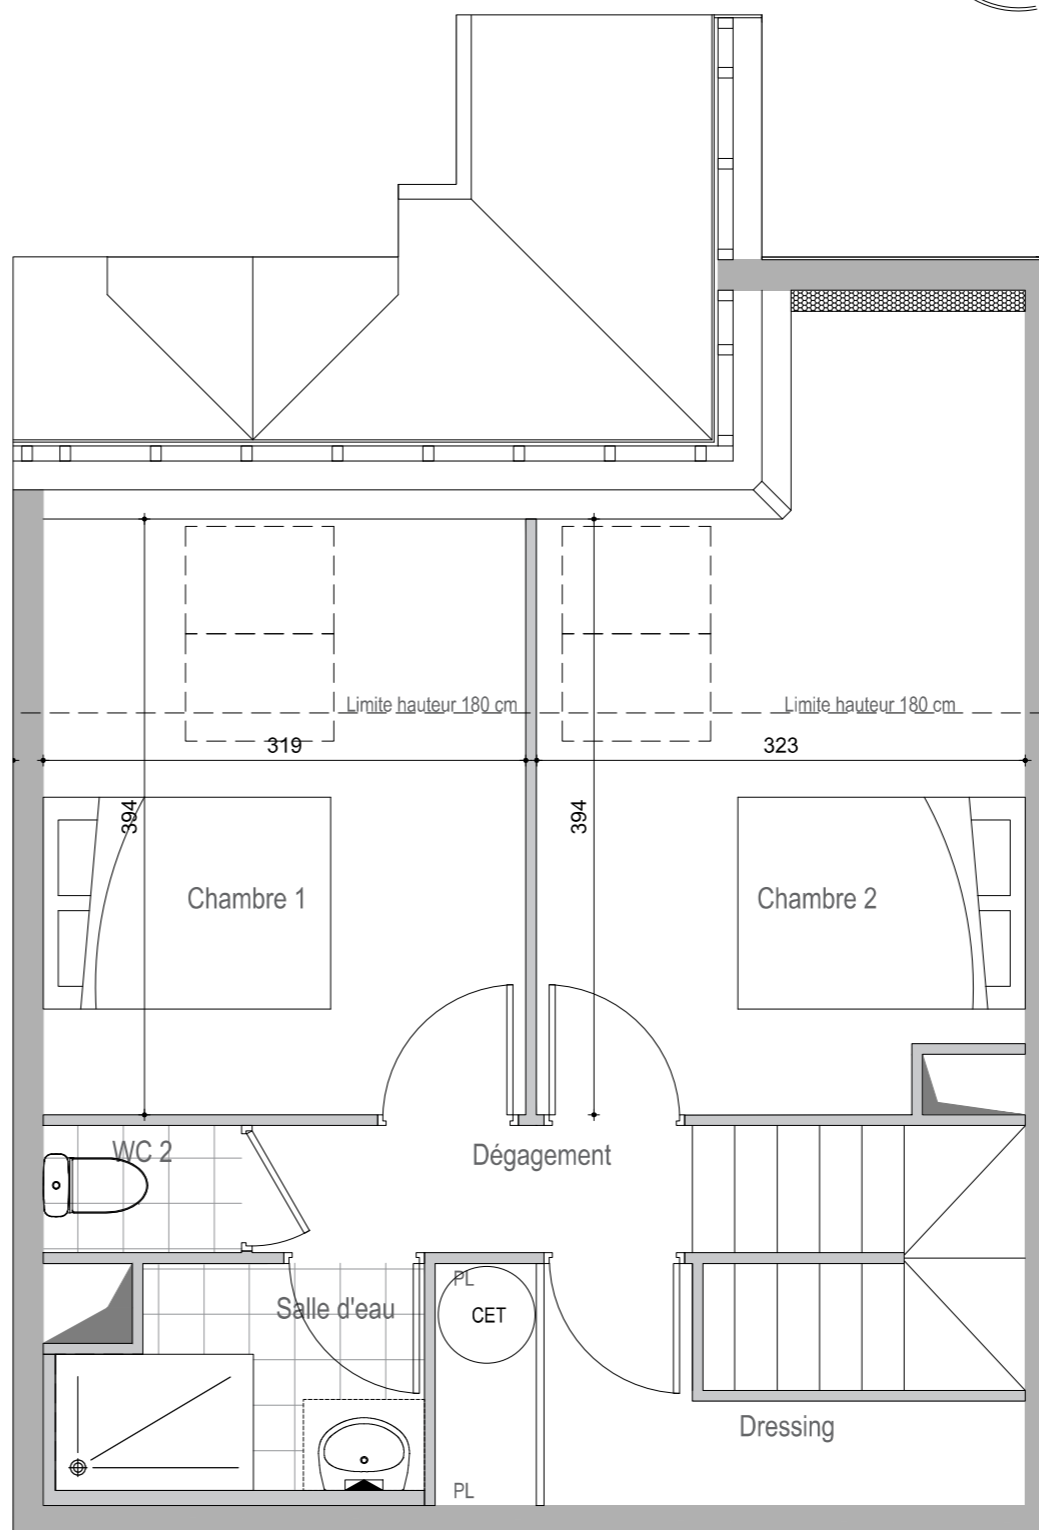 Limite hauteur 180 cm
Limite hauteur 180 cm
319
323
394
394
Chambre 1
Chambre 2
WC 2
Dégagement
PL
Salle d'eau
CET
Dressing
PL